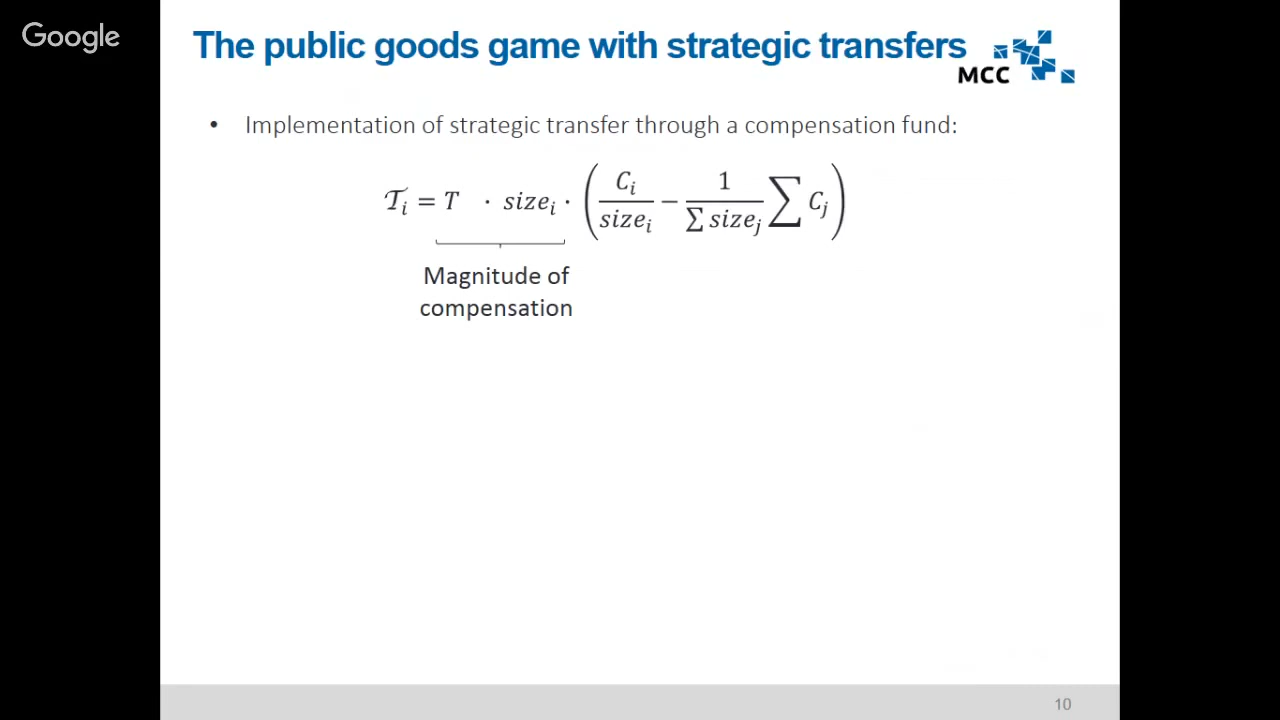 Google
The public goods game with strategic transfers
MCC
• Implementation of strategic transfer through a compensation fund:
𝒯ᵢ = T · sizeᵢ · (Cᵢ/sizeᵢ − 1/∑ sizeⱼ ∑ Cⱼ)
Magnitude of
compensation
10